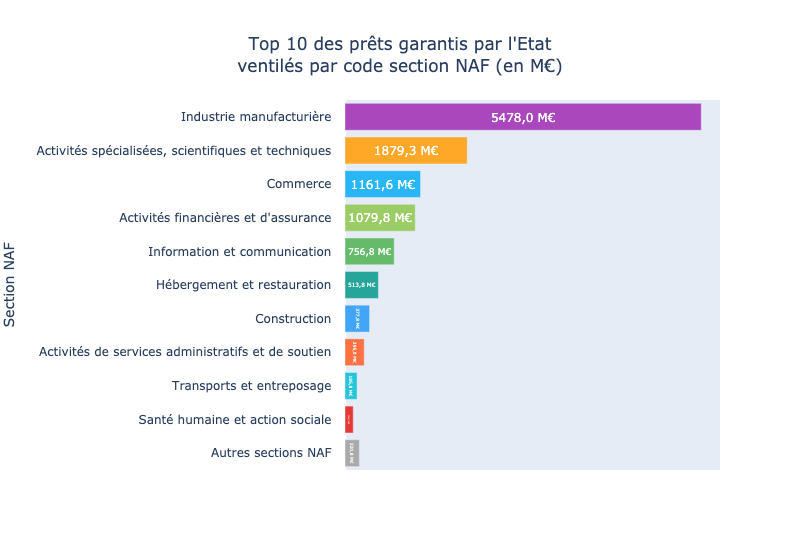 Top 10 des prêts garantis par l'Etat
ventilés par code section NAF (en M€)
Section NAF
Industrie manufacturière
5478,0 M€
Activités spécialisées, scientifiques et techniques
1879,3 M€
Commerce
1161,6 M€
Activités financières et d'assurance
1079,8 M€
Information et communication
756,8 M€
Hébergement et restauration
513,8 M€
Construction
Activités de services administratifs et de soutien
Transports et entreposage
Santé humaine et action sociale
Autres sections NAF